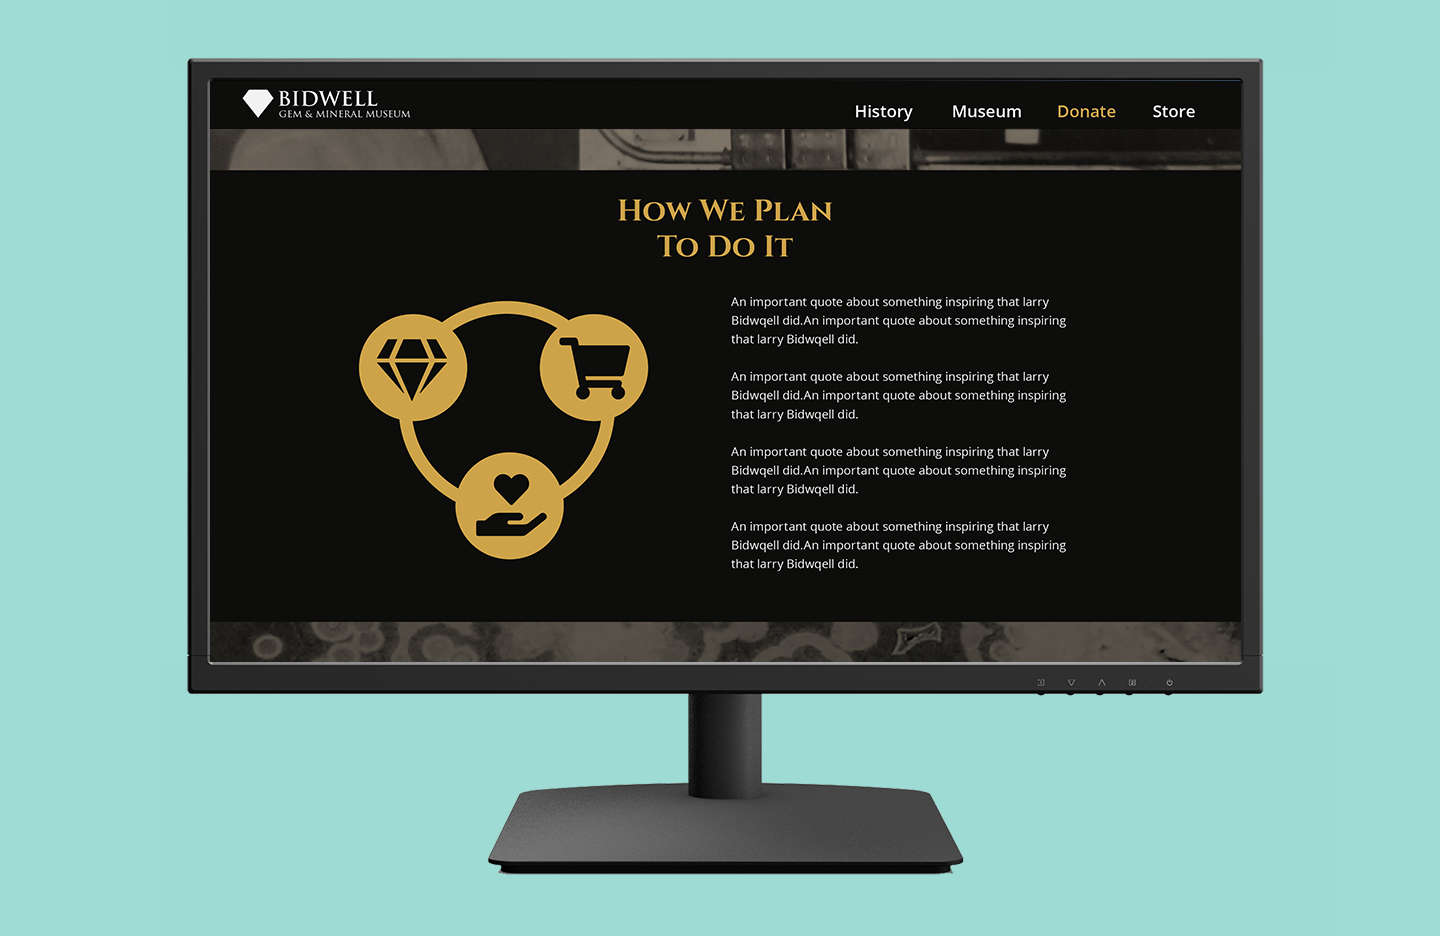 BIDWELL
GEM & MINERAL MUSEUM
History Museum Donate Store
How We Plan
To Do It
An important quote about something inspiring that larry
Bidwqell did.An important quote about something inspiring
that larry Bidwqell did.
An important quote about something inspiring that larry
Bidwqell did.An important quote about something inspiring
that larry Bidwqell did.
An important quote about something inspiring that larry
Bidwqell did.An important quote about something inspiring
that larry Bidwqell did.
An important quote about something inspiring that larry
Bidwqell did.An important quote about something inspiring
that larry Bidwqell did.